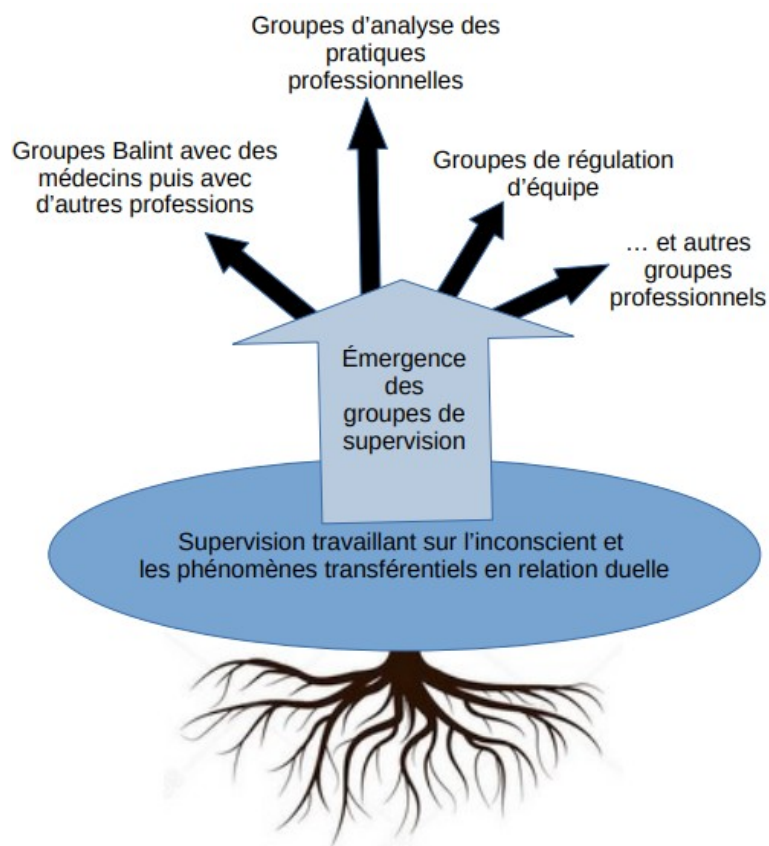 Groupes d’analyse des
pratiques
professionnelles
Groupes Balint avec des
médecins puis avec
d’autres professions
Groupes de régulation
d’équipe
… et autres
groupes
professionnels
Émergence
des
groupes de
supervision
Supervision travaillant sur l’inconscient et
les phénomènes transférentiels en relation duelle